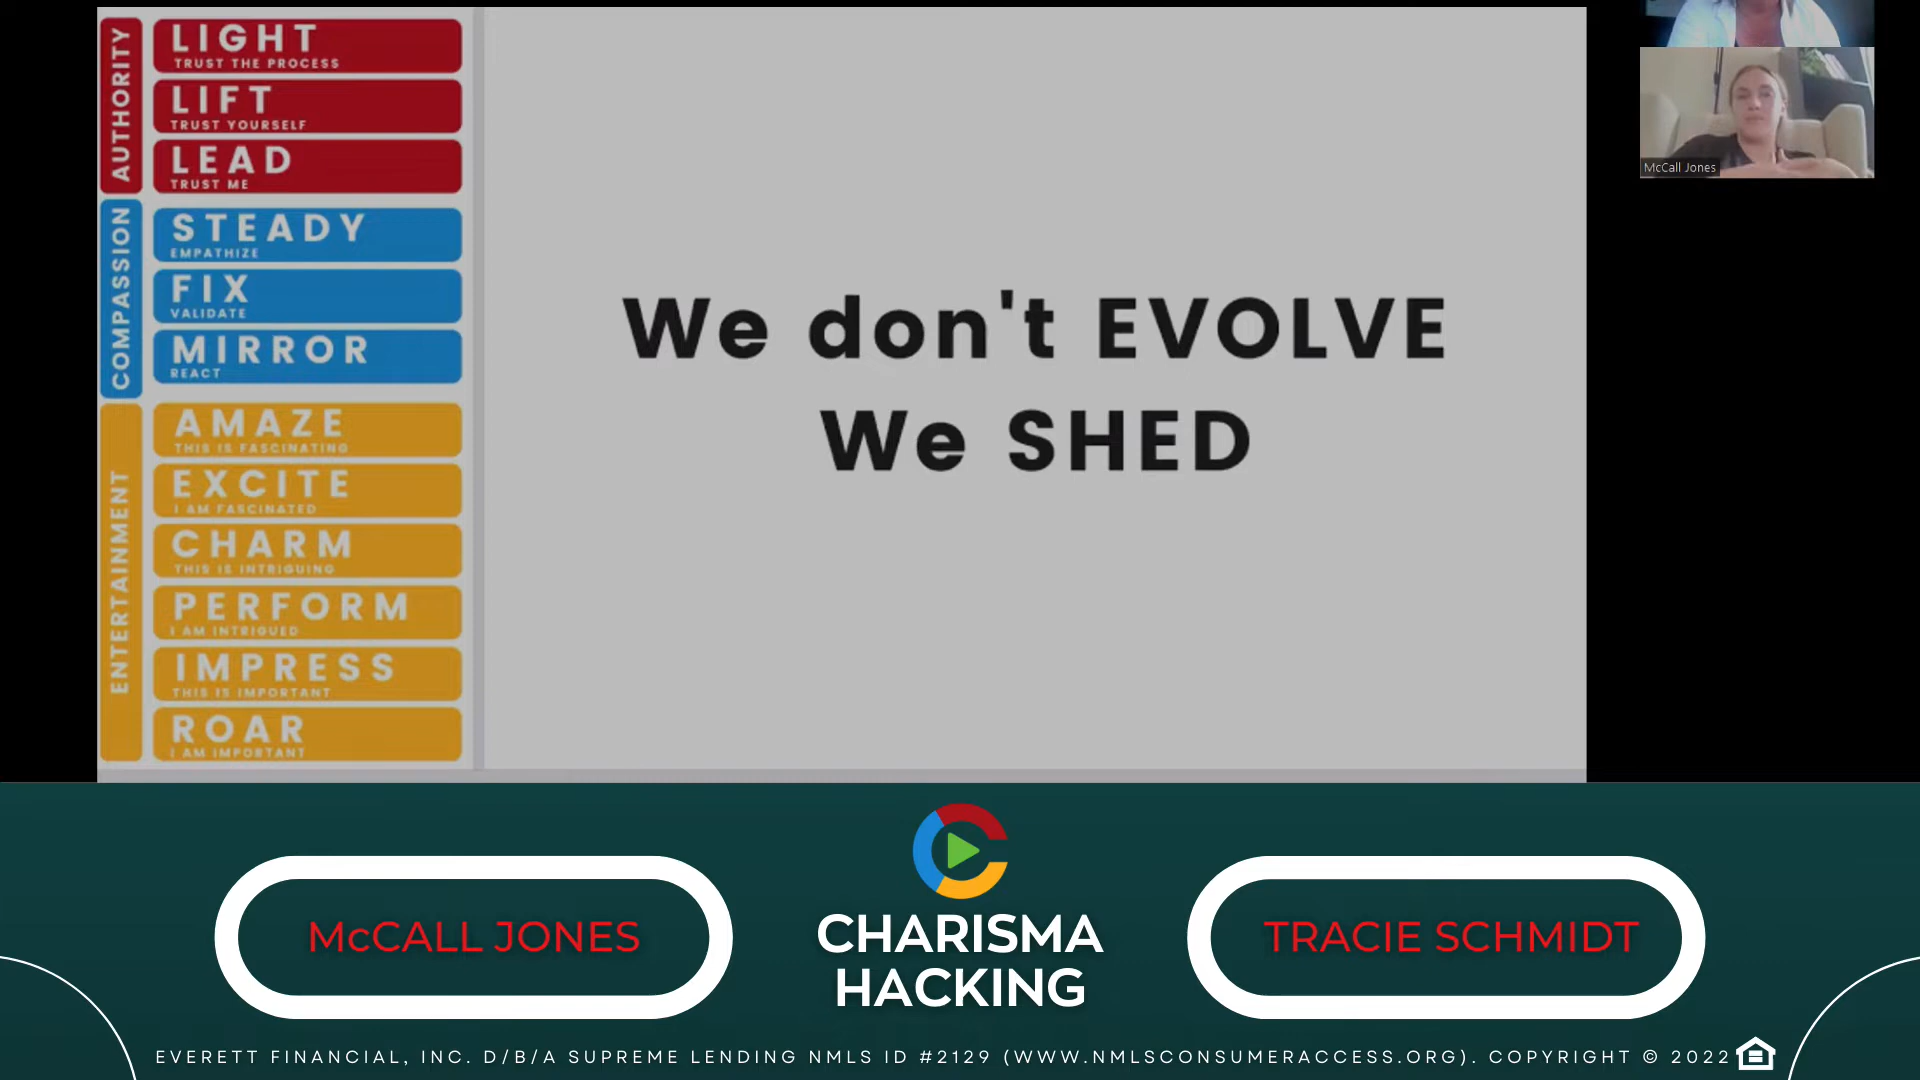 AUTHORITY
LIGHT
TRUST THE PROCESS
LIFT
TRUST YOURSELF
LEAD
TRUST ME
COMPASSION
STEADY
EMPATHIZE
FIX
VALIDATE
MIRROR
REACT
ENTERTAINMENT
AMAZE
THIS IS FASCINATING
EXCITE
I AM FASCINATED
CHARM
THIS IS INTRIGUING
PERFORM
I AM INTRIGUED
IMPRESS
THIS IS IMPORTANT
ROAR
I AM IMPORTANT
We don't EVOLVE
We SHED
McCall Jones
McCALL JONES
CHARISMA
HACKING
TRACIE SCHMIDT
EVERETT FINANCIAL, INC. D/B/A SUPREME LENDING NMLS ID #2129 (WWW.NMLSCONSUMERACCESS.ORG). COPYRIGHT © 2022